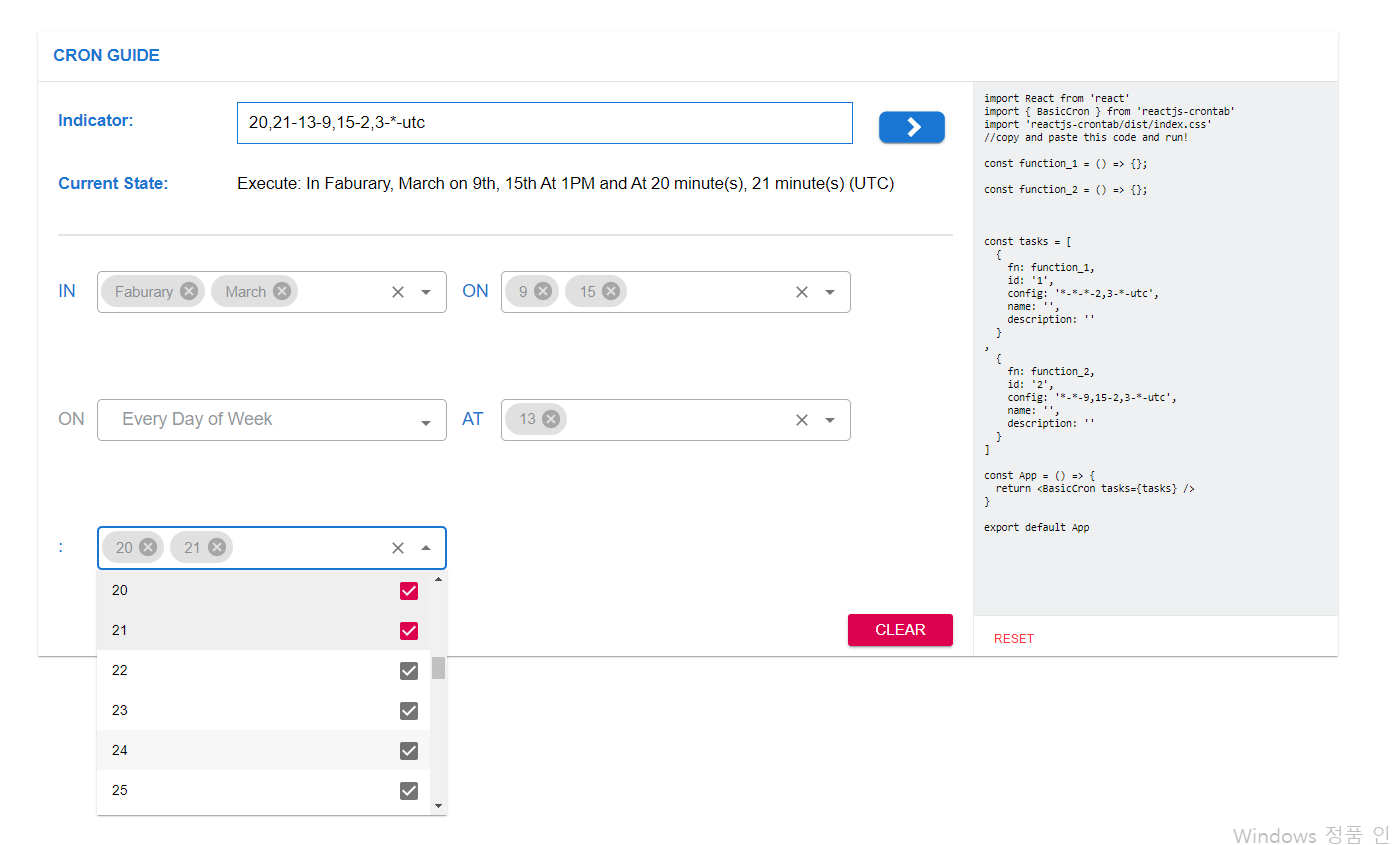 CRON GUIDE
Indicator:
20,21-13-9,15-2,3-*-utc
Current State:
Execute: In Faburary, March on 9th, 15th At 1PM and At 20 minute(s), 21 minute(s) (UTC)
IN
Faburary
March
ON
9
15
ON
Every Day of Week
AT
13
:
20
21
20
21
22
23
24
25
CLEAR
import React from 'react'
import { BasicCron } from 'reactjs-crontab'
import 'reactjs-crontab/dist/index.css'
//copy and paste this code and run!
const function_1 = () => {};
const function_2 = () => {};
const tasks = [
{
fn: function_1,
id: '1',
config: '*-*-*-2,3-*-utc',
name: '',
description: ''
}
,
{
fn: function_2,
id: '2',
config: '*-*-9,15-2,3-*-utc',
name: '',
description: ''
}
]
const App = () => {
return <BasicCron tasks={tasks} />
}
export default App
RESET
Windows 정품 인